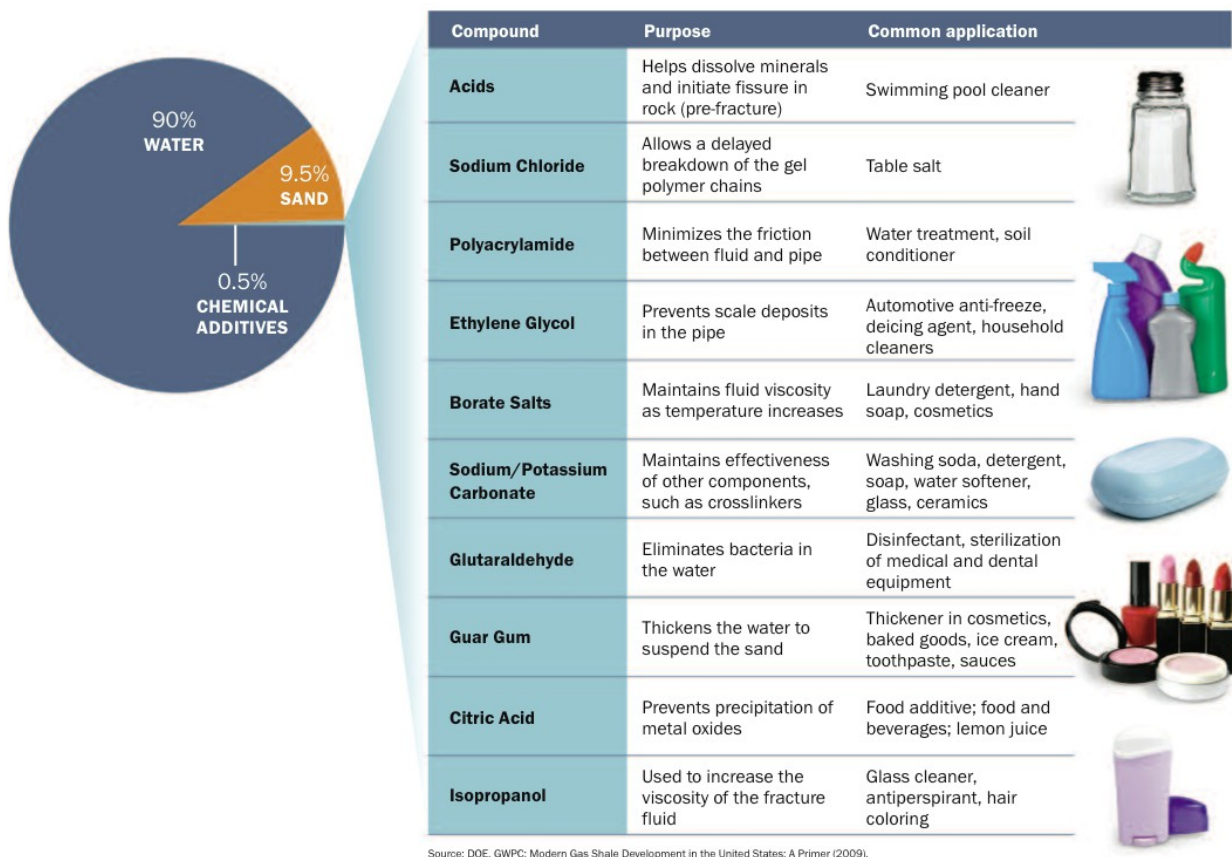 90%
WATER
9.5%
SAND
0.5%
CHEMICAL
ADDITIVES
Compound Purpose Common application
Acids
Helps dissolve minerals
and initiate fissure in
rock (pre-fracture)
Swimming pool cleaner
Sodium Chloride
Allows a delayed
breakdown of the gel
polymer chains
Table salt
Polyacrylamide
Minimizes the friction
between fluid and pipe
Water treatment, soil
conditioner
Ethylene Glycol
Prevents scale deposits
in the pipe
Automotive anti-freeze,
deicing agent, household
cleaners
Borate Salts
Maintains fluid viscosity
as temperature increases
Laundry detergent, hand
soap, cosmetics
Sodium/Potassium
Carbonate
Maintains effectiveness
of other components,
such as crosslinkers
Washing soda, detergent,
soap, water softener,
glass, ceramics
Glutaraldehyde
Eliminates bacteria in
the water
Disinfectant, sterilization
of medical and dental
equipment
Guar Gum
Thickens the water to
suspend the sand
Thickener in cosmetics,
baked goods, ice cream,
toothpaste, sauces
Citric Acid
Prevents precipitation of
metal oxides
Food additive; food and
beverages; lemon juice
Isopropanol
Used to increase the
viscosity of the fracture
fluid
Glass cleaner,
antiperspirant, hair
coloring
Source: DOE, GWPC: Modern Gas Shale Development in the United States: A Primer (2009).